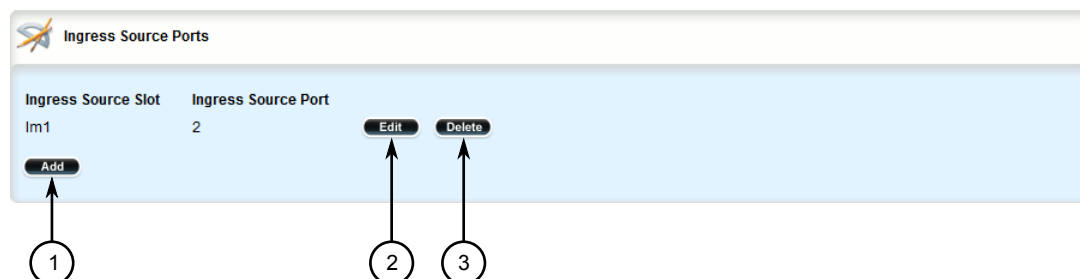 Ingress Source Ports
Ingress Source Slot Ingress Source Port
lm1 2 Edit Delete
Add
1 2 3